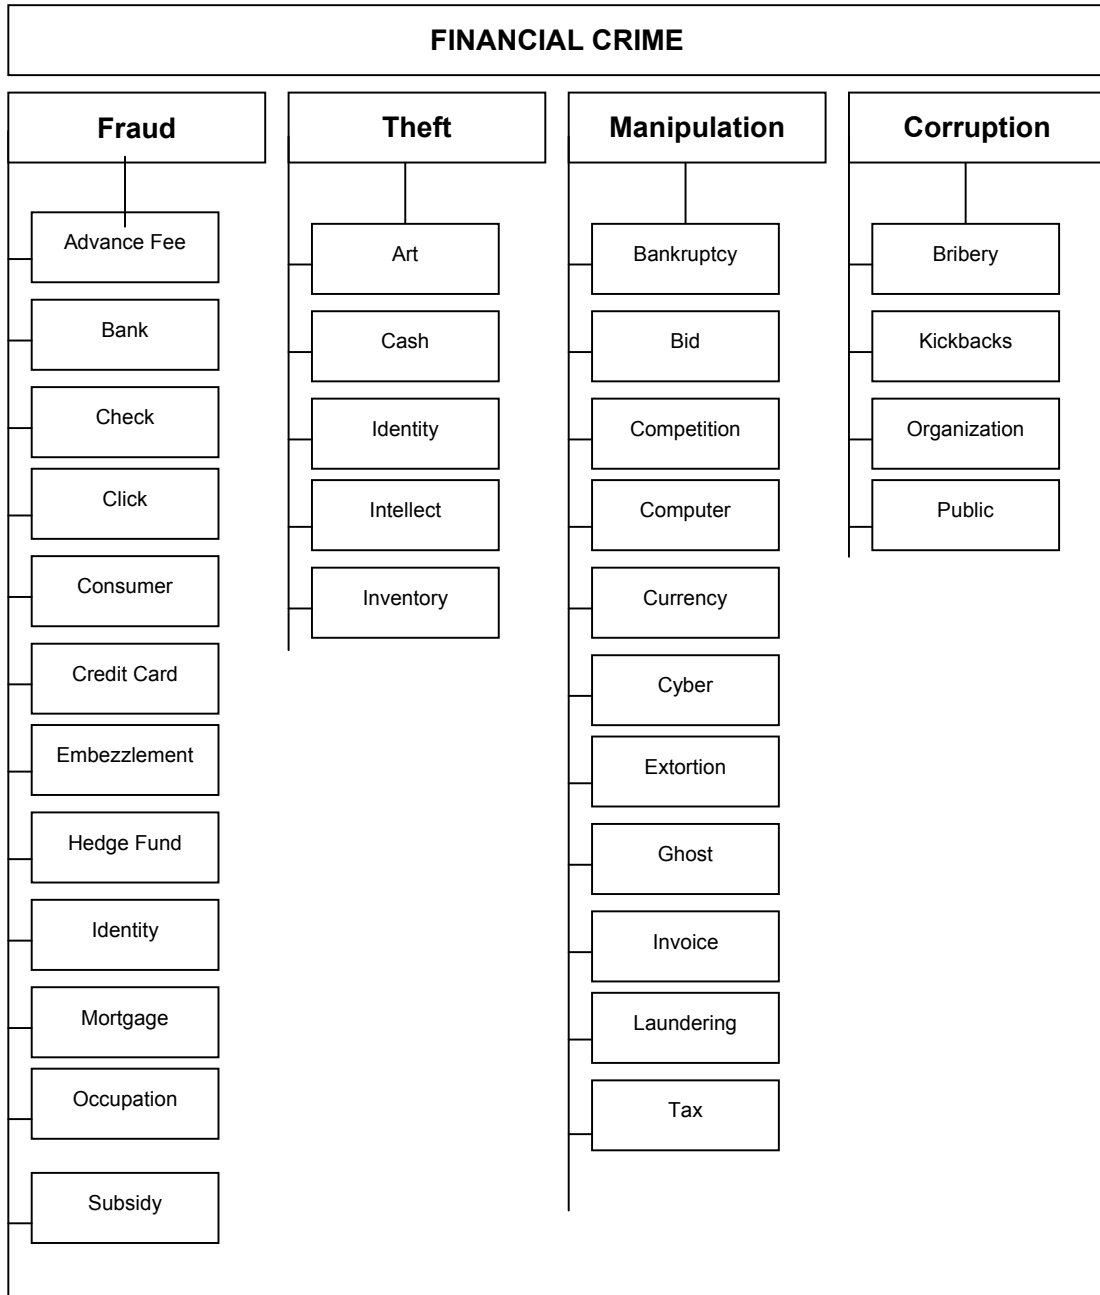 FINANCIAL CRIME
Fraud
Advance Fee
Bank
Check
Click
Consumer
Credit Card
Embezzlement
Hedge Fund
Identity
Mortgage
Occupation
Subsidy
Theft
Art
Cash
Identity
Intellect
Inventory
Manipulation
Bankruptcy
Bid
Competition
Computer
Currency
Cyber
Extortion
Ghost
Invoice
Laundering
Tax
Corruption
Bribery
Kickbacks
Organization
Public